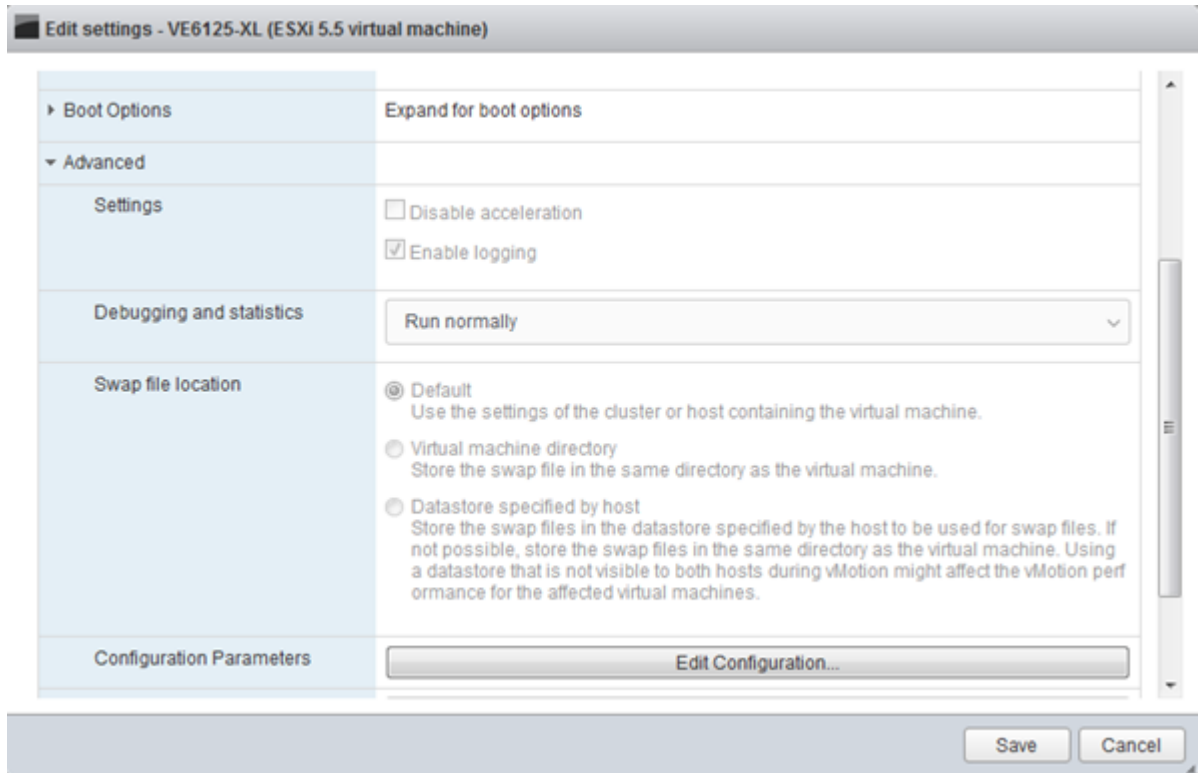 Edit settings - VE6125-XL (ESXi 5.5 virtual machine)
Boot Options
Expand for boot options
Advanced
Settings
Disable acceleration
Enable logging
Debugging and statistics
Run normally
Swap file location
Default
Use the settings of the cluster or host containing the virtual machine.
Virtual machine directory
Store the swap file in the same directory as the virtual machine.
Datastore specified by host
Store the swap files in the datastore specified by the host to be used for swap files. If
not possible, store the swap files in the same directory as the virtual machine. Using
a datastore that is not visible to both hosts during vMotion might affect the vMotion perf
ormance for the affected virtual machines.
Configuration Parameters
Edit Configuration...
Save
Cancel